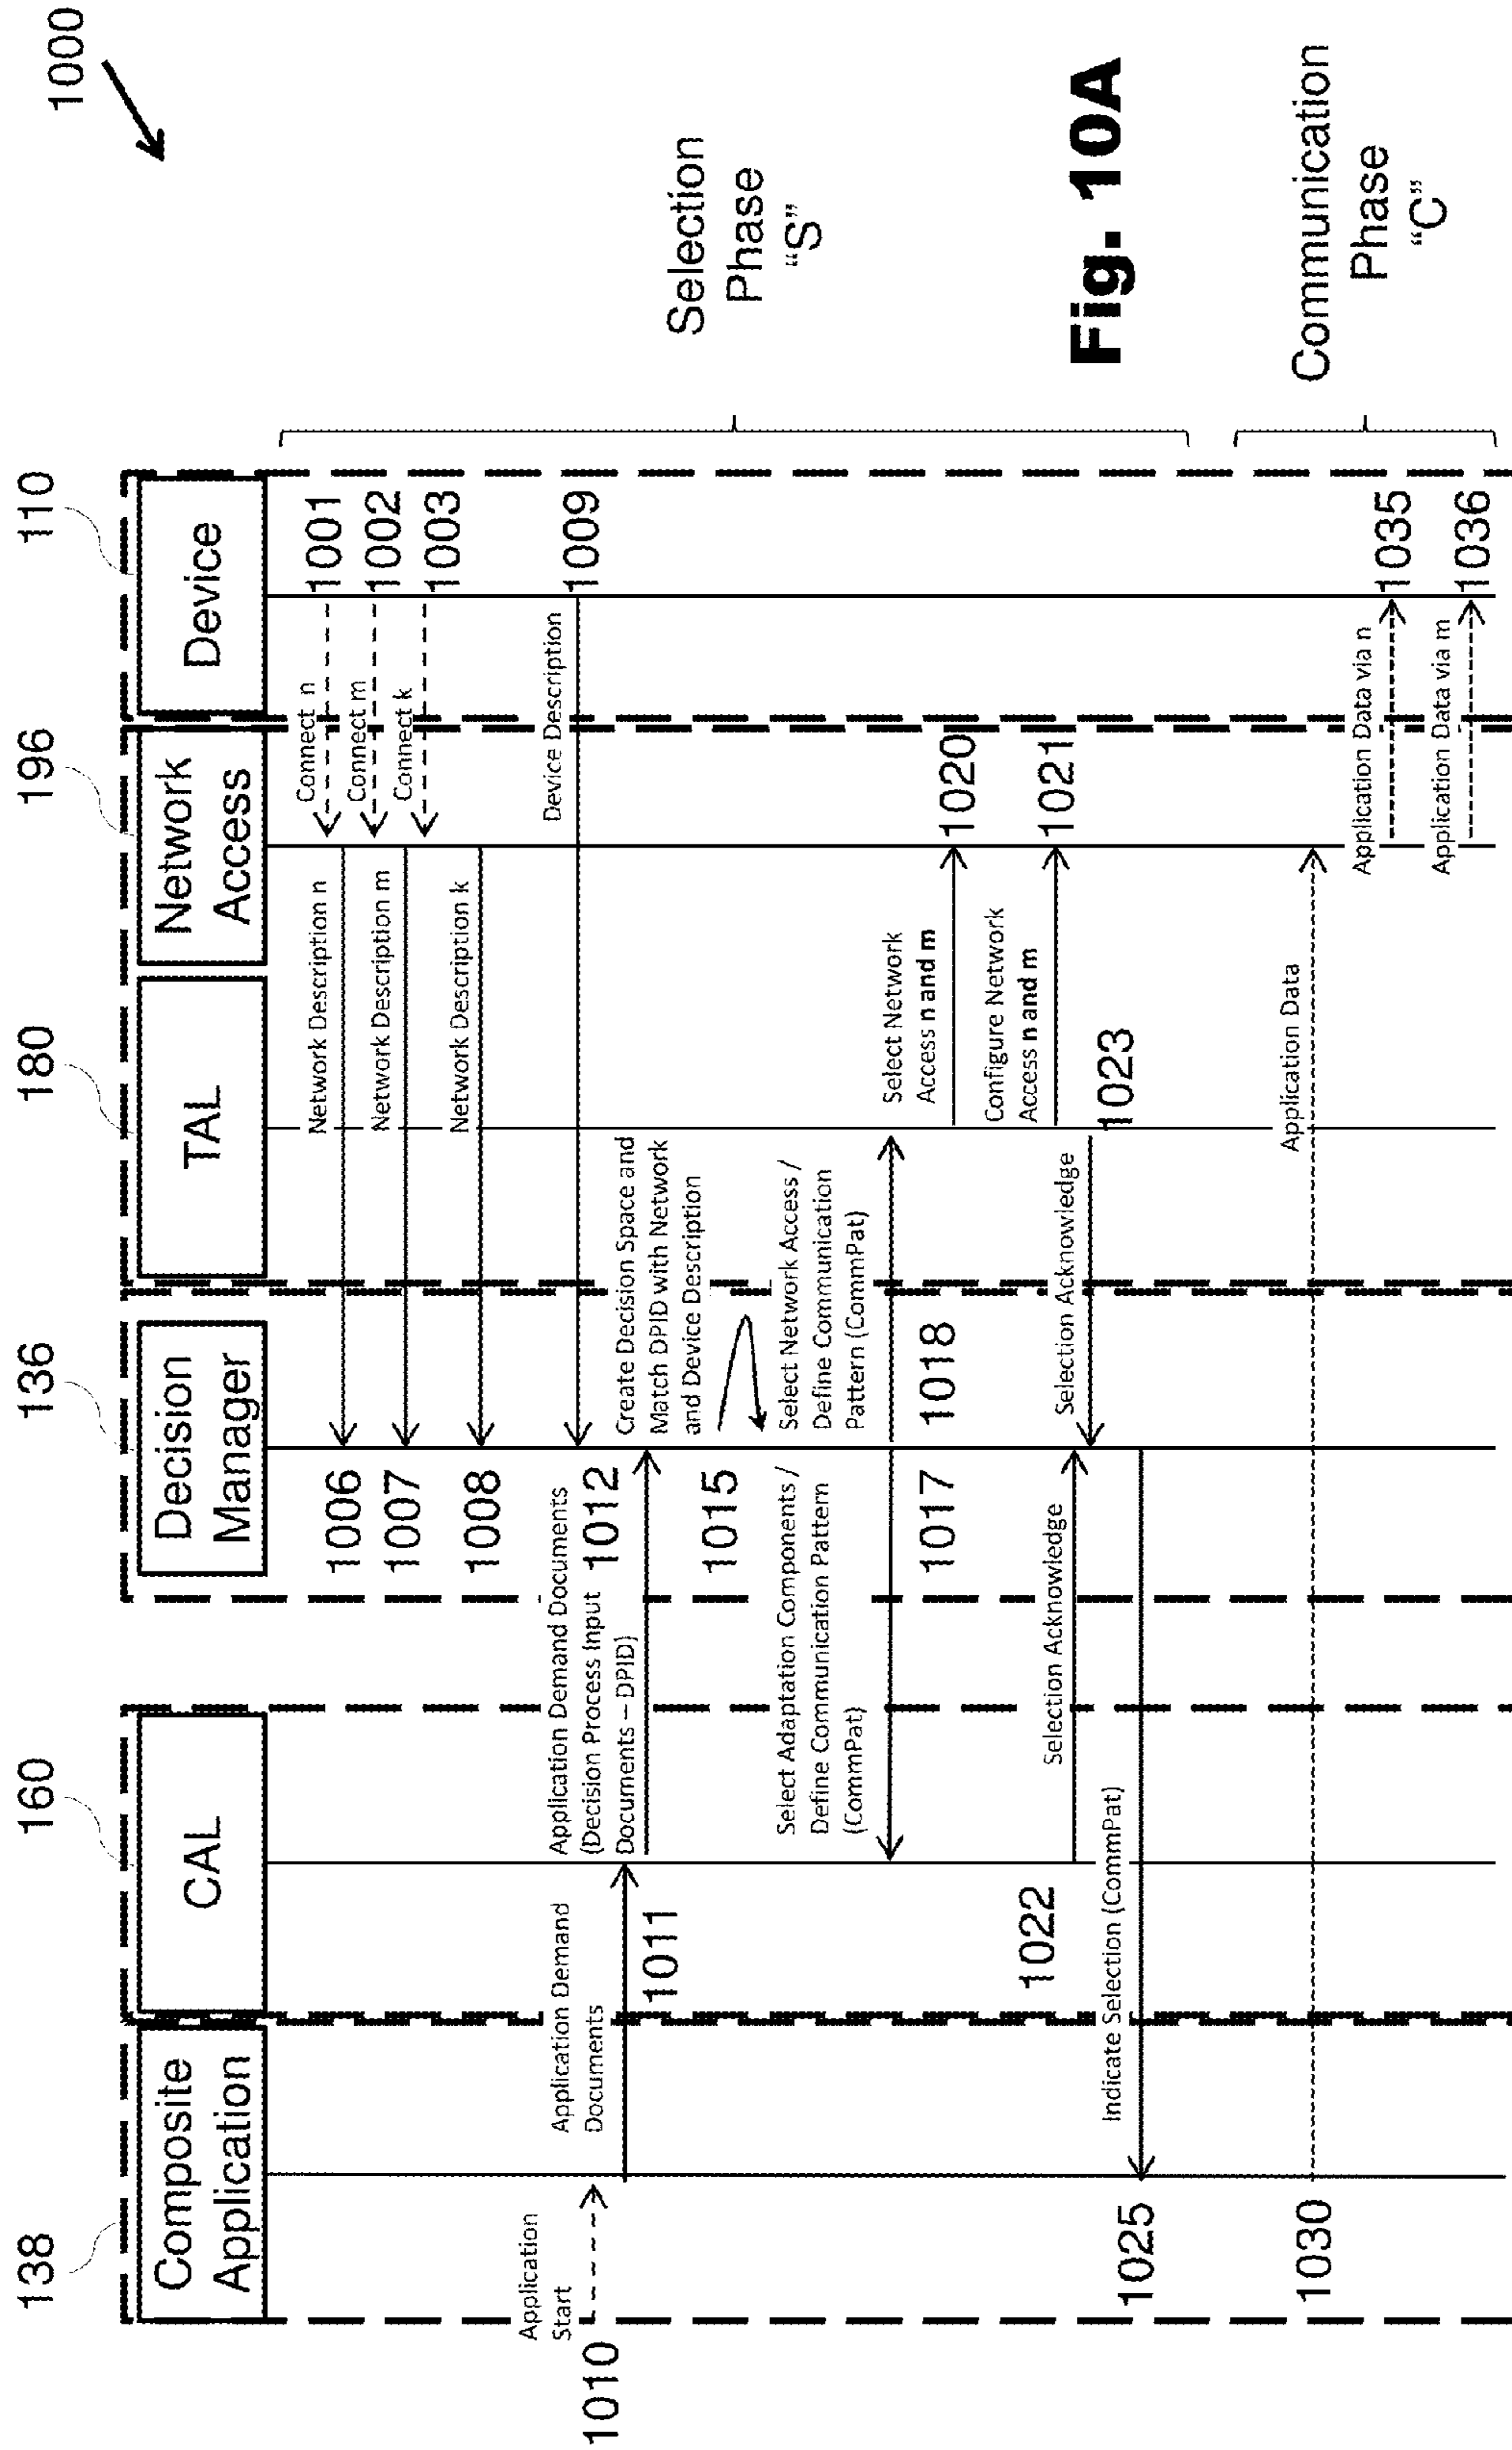 1000
138
160
136
180
196
110
Composite
Application
CAL
Decision
Manager
TAL
Network
Access
Device
Connect n
1001
Connect m
1002
Connect k
1003
Network Description n
1006
Network Description m
1007
Network Description k
1008
Device Description
1009
Application
Start
1010
Application Demand
Documents
1011
Application Demand Documents
(Decision Process Input
Documents – DPID)
1012
Create Decision Space and
Match DPID with Network
and Device Description
1015
Select Adaptation Components /
Define Communication Pattern
(CommPat)
1017
Select Network Access /
Define Communication
Pattern (CommPat)
1018
Select Network
Access n and m
1020
Configure Network
Access n and m
1021
Selection Acknowledge
1022
Selection Acknowledge
1023
Indicate Selection (CommPat)
1025
Application Data
1030
Application Data via n
1035
Application Data via m
1036
Selection
Phase
“S”
Fig. 10A
Communication
Phase
“C”